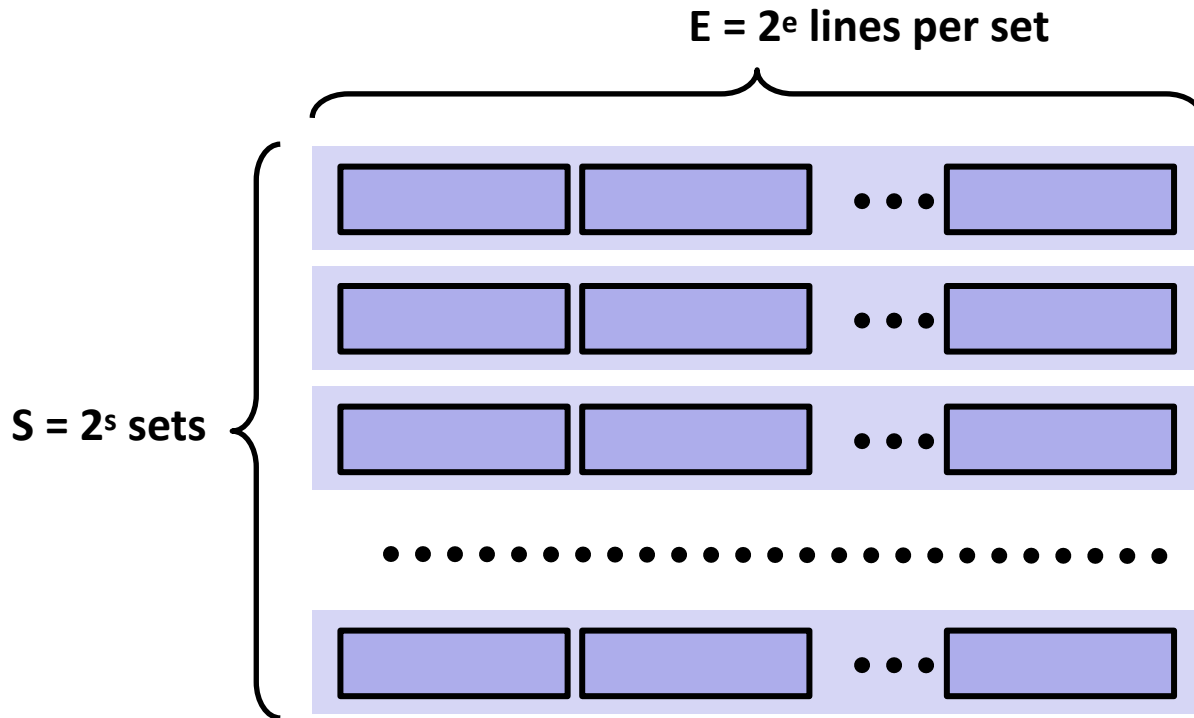 E = 2ᵉ lines per set
S = 2ˢ sets